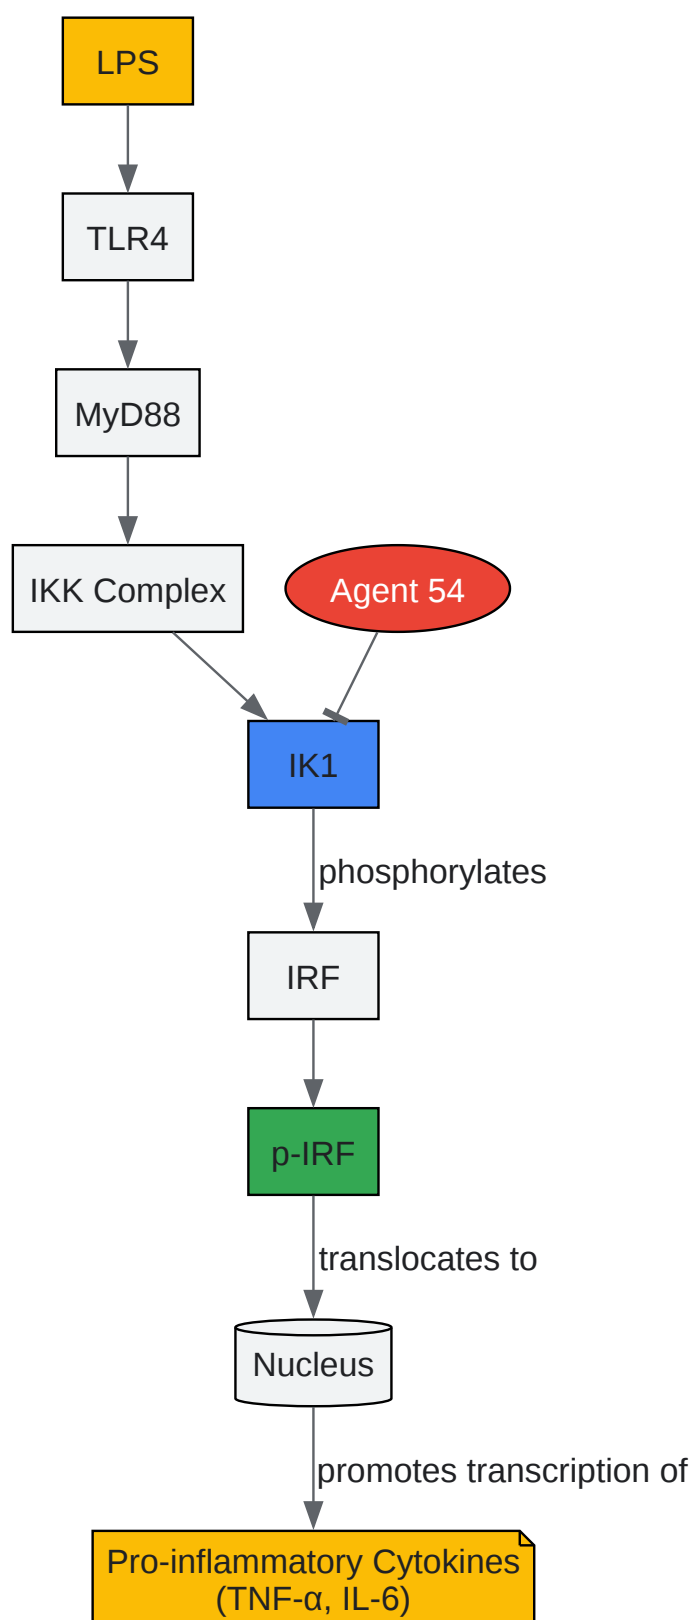 LPS
TLR4
MyD88
IKK Complex
Agent 54
IK1
phosphorylates
IRF
p-IRF
translocates to
Nucleus
promotes transcription of
Pro-inflammatory Cytokines
(TNF-α, IL-6)